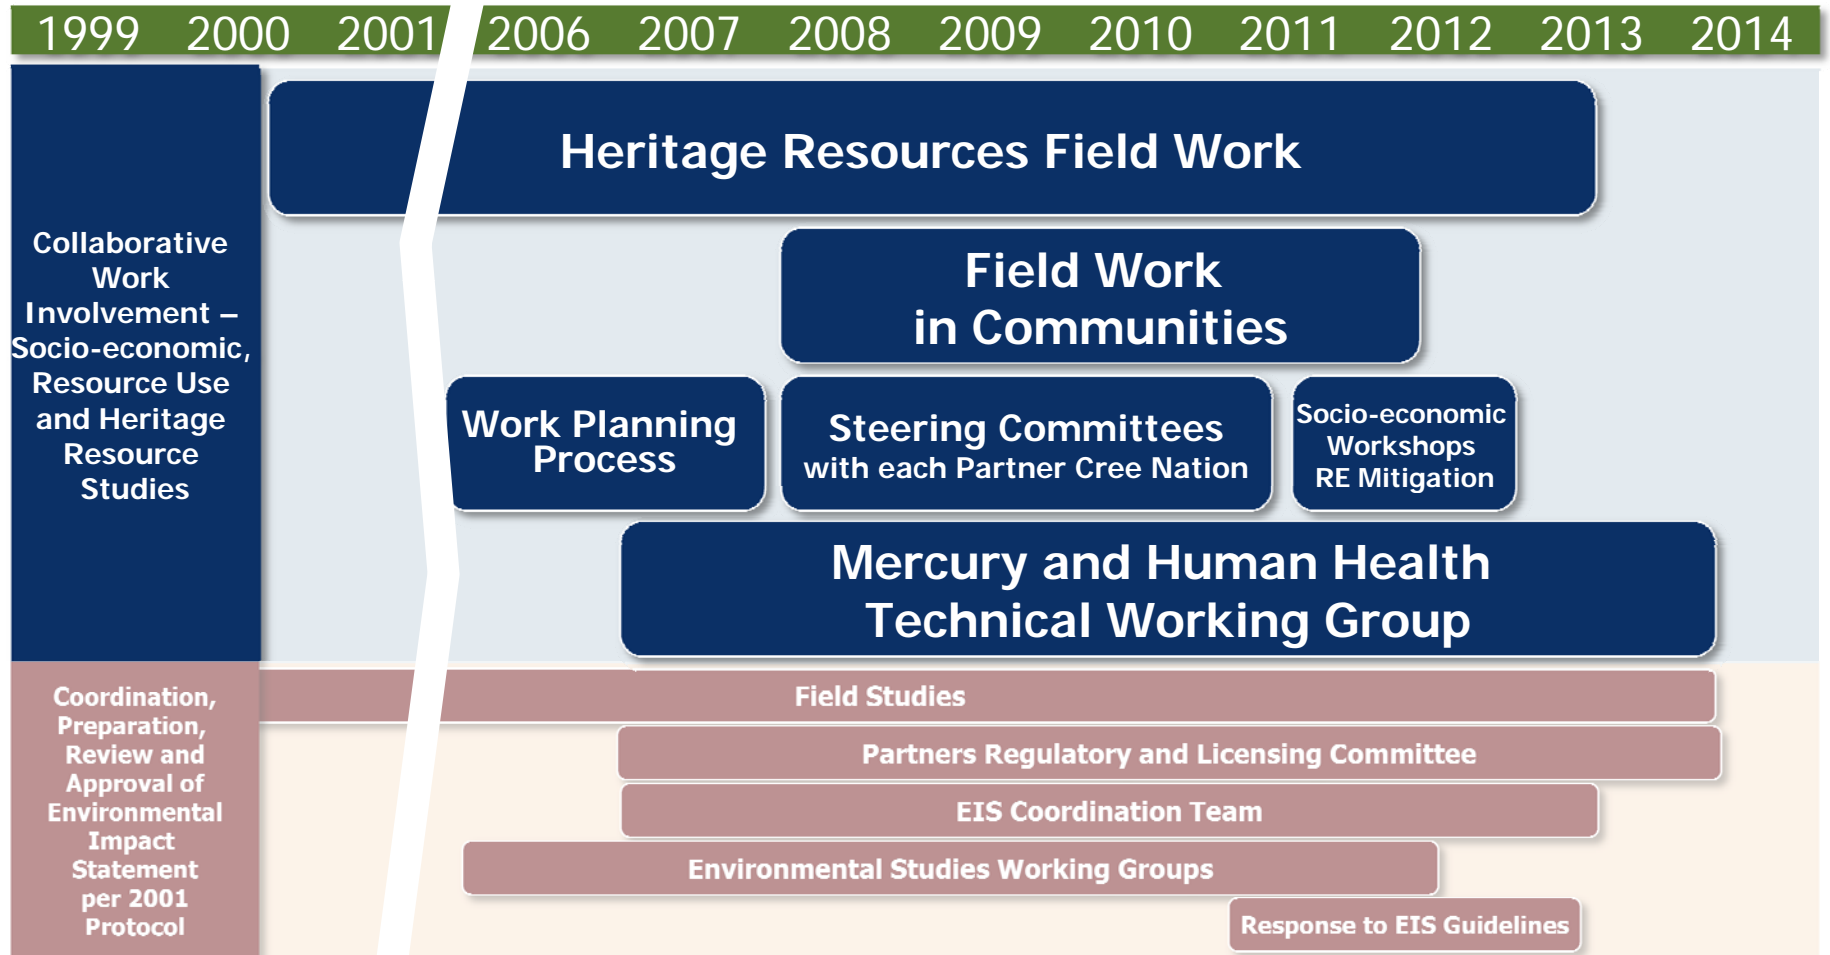 1999 2000 2001 2006 2007 2008 2009 2010 2011 2012 2013 2014
Collaborative
Work
Involvement –
Socio-economic,
Resource Use
and Heritage
Resource
Studies
Heritage Resources Field Work
Field Work
in Communities
Work Planning
Process
Steering Committees
with each Partner Cree Nation
Socio-economic
Workshops
RE Mitigation
Mercury and Human Health
Technical Working Group
Coordination,
Preparation,
Review and
Approval of
Environmental
Impact
Statement
per 2001
Protocol
Field Studies
Partners Regulatory and Licensing Committee
EIS Coordination Team
Environmental Studies Working Groups
Response to EIS Guidelines